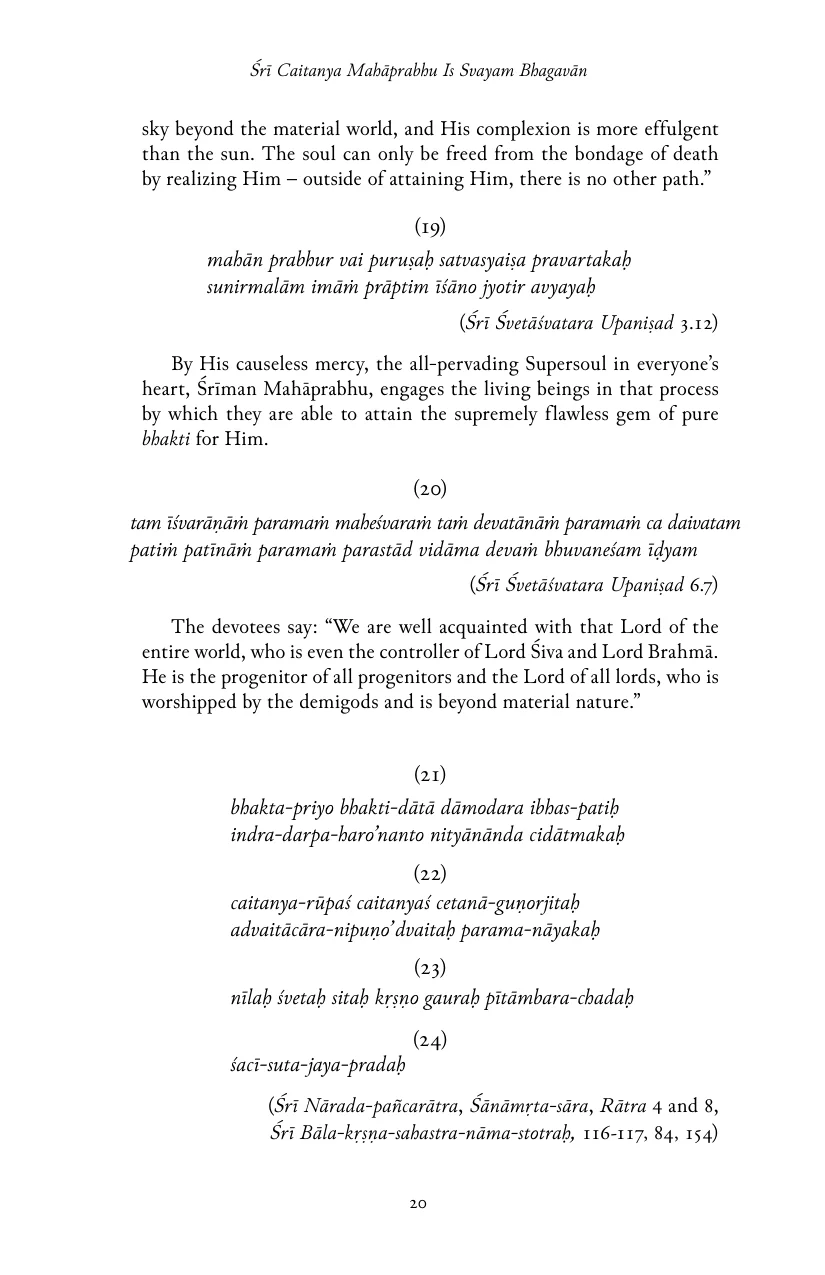 Śrī Caitanya Mahāprabhu Is Svayam Bhagavān
sky beyond the material world, and His complexion is more effulgent
than the sun. The soul can only be freed from the bondage of death
by realizing Him – outside of attaining Him, there is no other path.”
(19)
mahān prabhur vai puruṣaḥ satvasyaiṣa pravartakaḥ
sunirmalām imāṁ prāptim īśāno jyotir avyayaḥ
(Śrī Śvetāśvatara Upaniṣad 3.12)
By His causeless mercy, the all-pervading Supersoul in everyone’s
heart, Śrīman Mahāprabhu, engages the living beings in that process
by which they are able to attain the supremely flawless gem of pure
bhakti for Him.
(20)
tam īśvarāṇāṁ paramaṁ maheśvaraṁ taṁ devatānāṁ paramaṁ ca daivatam
patiṁ patīnāṁ paramaṁ parastād vidāma devaṁ bhuvaneśam īḍyam
(Śrī Śvetāśvatara Upaniṣad 6.7)
The devotees say: “We are well acquainted with that Lord of the
entire world, who is even the controller of Lord Śiva and Lord Brahmā.
He is the progenitor of all progenitors and the Lord of all lords, who is
worshipped by the demigods and is beyond material nature.”
(21)
bhakta-priyo bhakti-dātā dāmodara ibhas-patiḥ
indra-darpa-haro’nanto nityānānda cidātmakaḥ
(22)
caitanya-rūpaś caitanyaś cetanā-guṇorjitaḥ
advaitācāra-nipuṇo’dvaitaḥ parama-nāyakaḥ
(23)
nīlaḥ śvetaḥ sitaḥ kṛṣṇo gauraḥ pītāmbara-chadaḥ
(24)
śacī-suta-jaya-pradaḥ
(Śrī Nārada-pañcarātra, Śānāmṛta-sāra, Rātra 4 and 8,
Śrī Bāla-kṛṣṇa-sahastra-nāma-stotraḥ, 116-117, 84, 154)
20